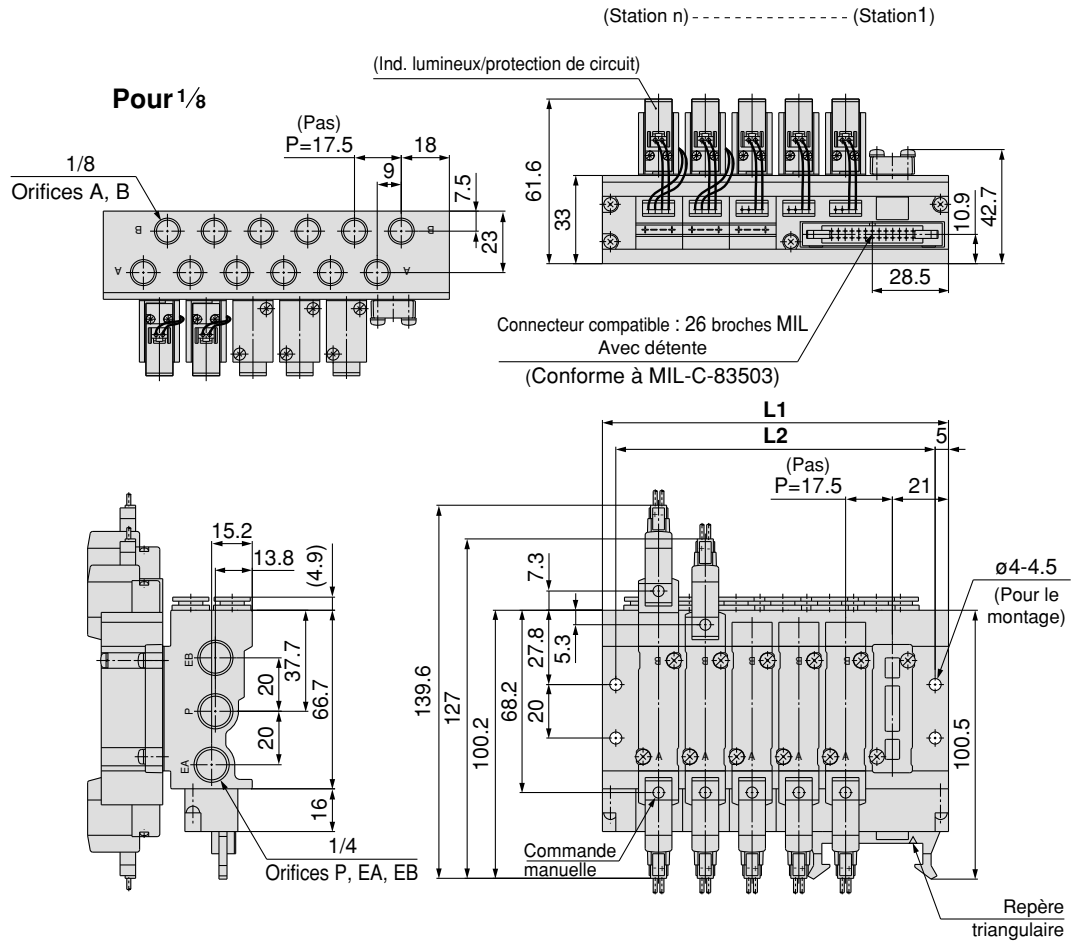 (Station n) - - - - - - - - - - - - - (Station1)
(Ind. lumineux/protection de circuit)
Pour 1/8
(Pas)
P=17.5
18
9
7.5
23
1/8
Orifices A, B
B
B
A
A
61.6
33
10.9
42.7
28.5
Connecteur compatible : 26 broches MIL
Avec détente
(Conforme à MIL-C-83503)
L1
L2
5
(Pas)
P=17.5
21
15.2
13.8
(4.9)
EB
P
EA
20
20
37.7
66.7
16
1/4
Orifices P, EA, EB
139.6
127
100.2
68.2
7.3
27.8
5.3
20
ø4-4.5
(Pour le
montage)
100.5
B
B
B
B
B
A
A
A
A
A
Commande
manuelle
Repère
triangulaire